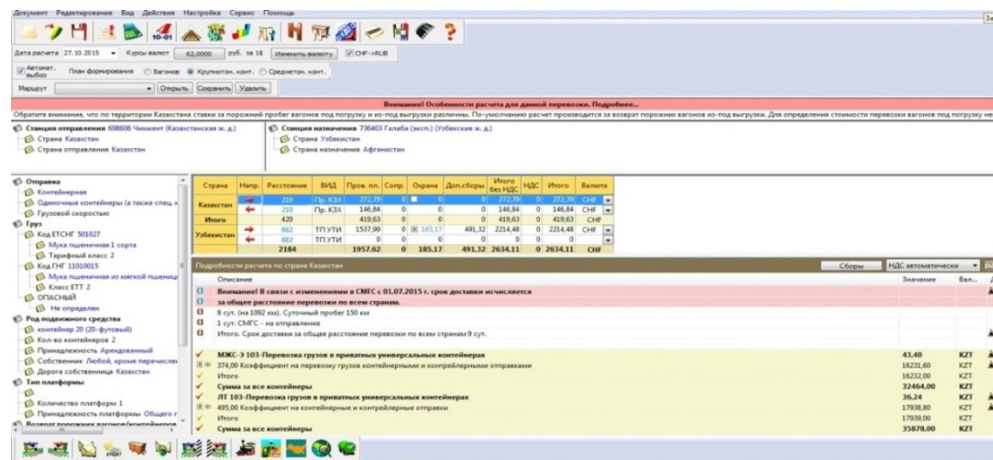 Документ Редактирование Вид Действия Настройка Сервис Помощь
Дата расчета 27.10.2015 Курсы валют 62,0000 руб. за 1$ Изменить валюту CHF->RUB
Автомат. выбор План формирования Вагонов Крупнотон. конт. Среднетон. конт.
Маршрут Открыть Сохранить Удалить
Внимание! Особенности расчета для данной перевозки. Подробнее...
Обратите внимание, что по территории Казахстана ставки за порожний пробег вагонов под погрузку и из-под выгрузки различны. По-умолчанию расчет производится за возврат порожних вагонов из-под выгрузки. Для определения стоимости перевозки вагонов под погрузку не
Станция отправления 698606 Чимкент (Казахстанская ж. д.)
Страна Казахстан
Страна отправления Казахстан
Станция назначения 736403 Галаба (эксп.) (Узбекские ж. д.)
Страна Узбекистан
Страна назначения Афганистан
Отправка
Контейнерная
Одиночные контейнеры (а также спец. к
Грузовой скоростью
Груз
Код ЕТСНГ 501027
Мука пшеничная 1 сорта
Тарифный класс 2
Код ГНГ 11010015
Мука пшеничная из мягкой пшениц
Класс ЕТТ 2
ОПАСНЫЙ
Не определен
Род подвижного средства
контейнер 20 (20-футовый)
Кол-во контейнеров 2
Принадлежность Арендованный
Собственник Любой, кроме перечислен
Дорога собственница Казахстан
Тип платформы
Количество платформ 1
Принадлежность платформы Общего п
Возврат порожних вагонов/контейнеров
Страна Напр. Расстояние ВИД Пров. пл. Сопр. Охрана Доп.сборы Итого без НДС НДС Итого Валюта
Казахстан 210 Пр. КЗХ 272,79 0 0 0 272,79 0 272,79 CHF
210 Пр. КЗХ 146,84 0 0 0 146,84 0 146,84 CHF
Итого 420 419,63 0 0 0 419,63 0 419,63 CHF
Узбекистан 882 ТП УТИ 1537,99 0 185,17 491,32 2214,48 0 2214,48 CHF
882 ТП УТИ 0 0 0 0 0 0 0
2184 1957,62 0 185,17 491,32 2634,11 0 2634,11 CHF
Подробности расчета по стране Казахстан Сборы НДС автоматически
Описание Значение Вал...
Внимание! В связи с изменениями в СМГС с 01.07.2015 г. срок доставки исчисляется
за общее расстояние перевозки по всем странам.
8 сут. (на 1092 км). Суточный пробег 150 км
1 сут. СМГС - на отправление
Итого. Срок доставки за общее расстояние перевозки по всем странам 9 сут.
МЖС-Э 103-Перевозка грузов в приватных универсальных контейнерах 43,40 KZT
374,00 Коэффициент на перевозку грузов контейнерными и контрейлерными отправками 16231,60 KZT
Итого 16232,00 KZT
Сумма за все контейнеры 32464,00 KZT
ЛТ 103-Перевозка грузов в приватных универсальных контейнерах 36,24 KZT
495,00 Коэффициент на контейнерные и контрейлерные отправки 17938,80 KZT
Итого 17939,00 KZT
Сумма за все контейнеры 35878,00 KZT